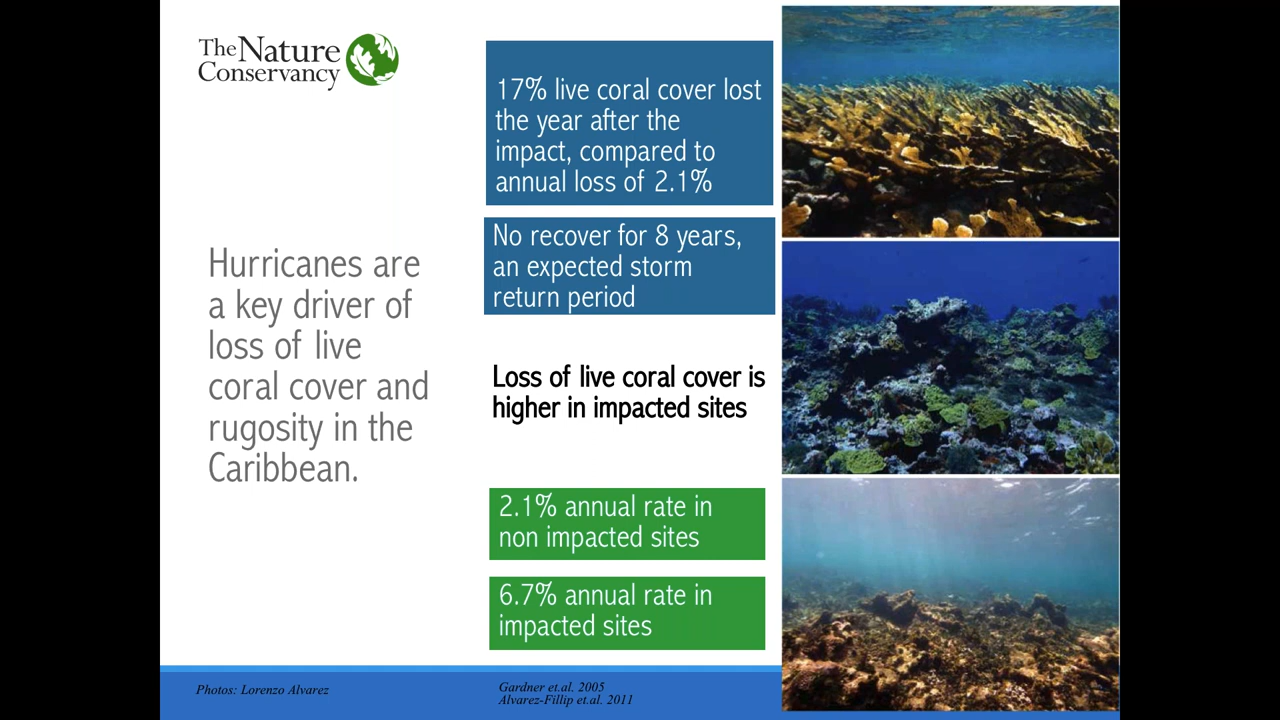 The Nature
Conservancy
Hurricanes are
a key driver of
loss of live
coral cover and
rugosity in the
Caribbean.
17% live coral cover lost
the year after the
impact, compared to
annual loss of 2.1%
No recover for 8 years,
an expected storm
return period
Loss of live coral cover is
higher in impacted sites
2.1% annual rate in
non impacted sites
6.7% annual rate in
impacted sites
Photos: Lorenzo Alvarez
Gardner et.al. 2005
Alvarez-Fillip et.al. 2011